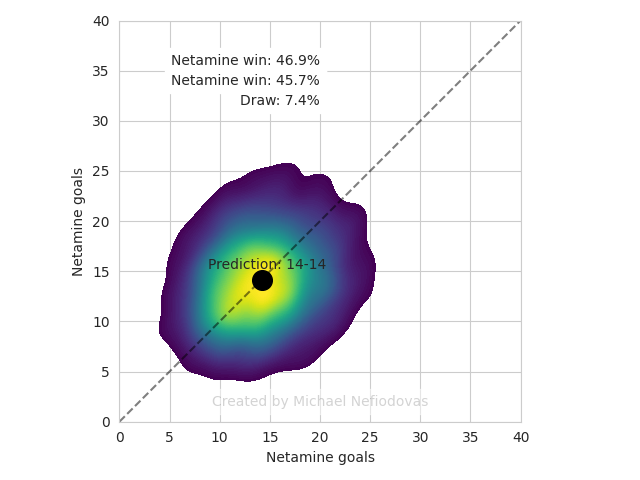 40
Netamine win: 46.9%
Netamine win: 45.7%
Draw: 7.4%
35
30
25
20
15
10
5
0
Netamine goals
Prediction: 14-14
Created by Michael Nefiodovas
0 5 10 15 20 25 30 35 40
Netamine goals